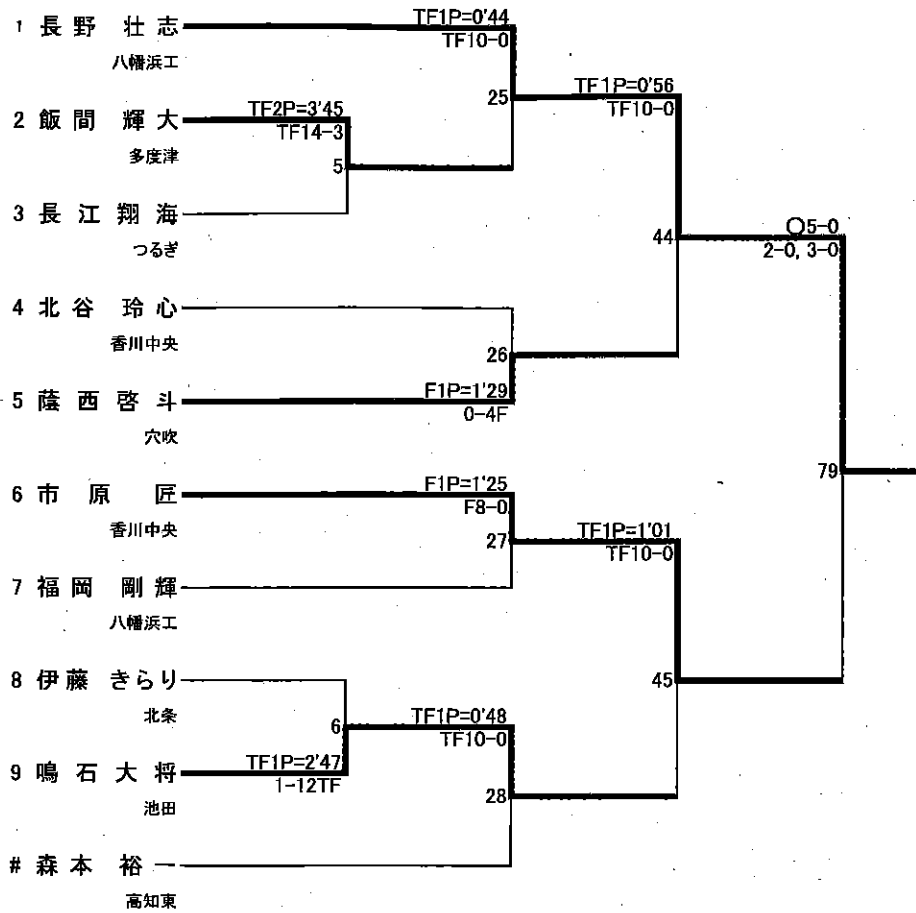 1 長野 壮志
TF1P=0'44
TF10-0
八幡浜工
25
TF1P=0'56
TF10-0
2 飯間 輝大
TF2P=3'45
TF14-3
多度津
5
3 長江翔海
つるぎ
44
○5-0
2-0, 3-0
4 北谷 玲心
香川中央
26
5 蔭西啓斗
F1P=1'29
0-4F
穴吹
79
6 市原 匠
F1P=1'25
F8-0
香川中央
27
TF1P=1'01
TF10-0
7 福岡 剛輝
八幡浜工
8 伊藤 きらり
北条
45
6
TF1P=0'48
TF10-0
9 鳴石大将
TF1P=2'47
1-12TF
池田
28
# 森本 裕一
高知東